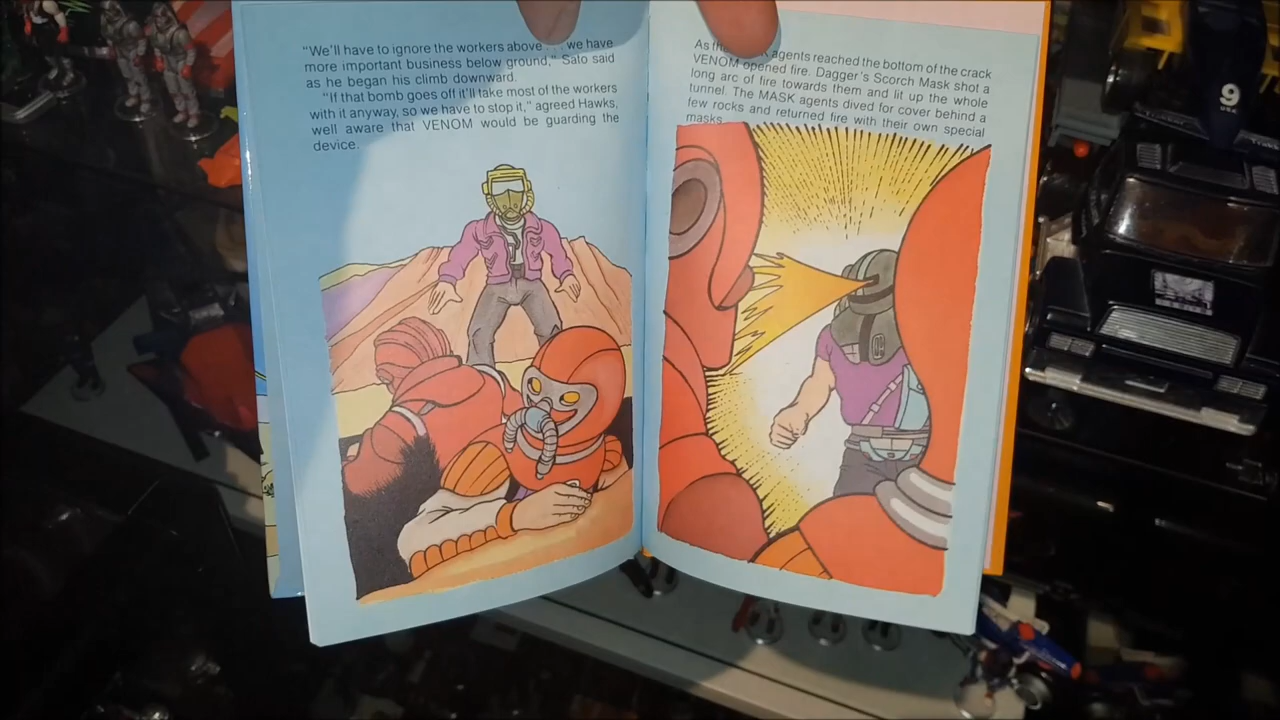 "We'll have to ignore the workers above . . . we have
more important business below ground," Sato said
as he began his climb downward.
"If that bomb goes off it'll take most of the workers
with it anyway, so we have to stop it," agreed Hawks,
well aware that VENOM would be guarding the
device.
As the agents reached the bottom of the crack
VENOM opened fire. Dagger's Scorch Mask shot a
long arc of fire towards them and lit up the whole
tunnel. The MASK agents dived for cover behind a
few rocks and returned fire with their own special
masks.
9